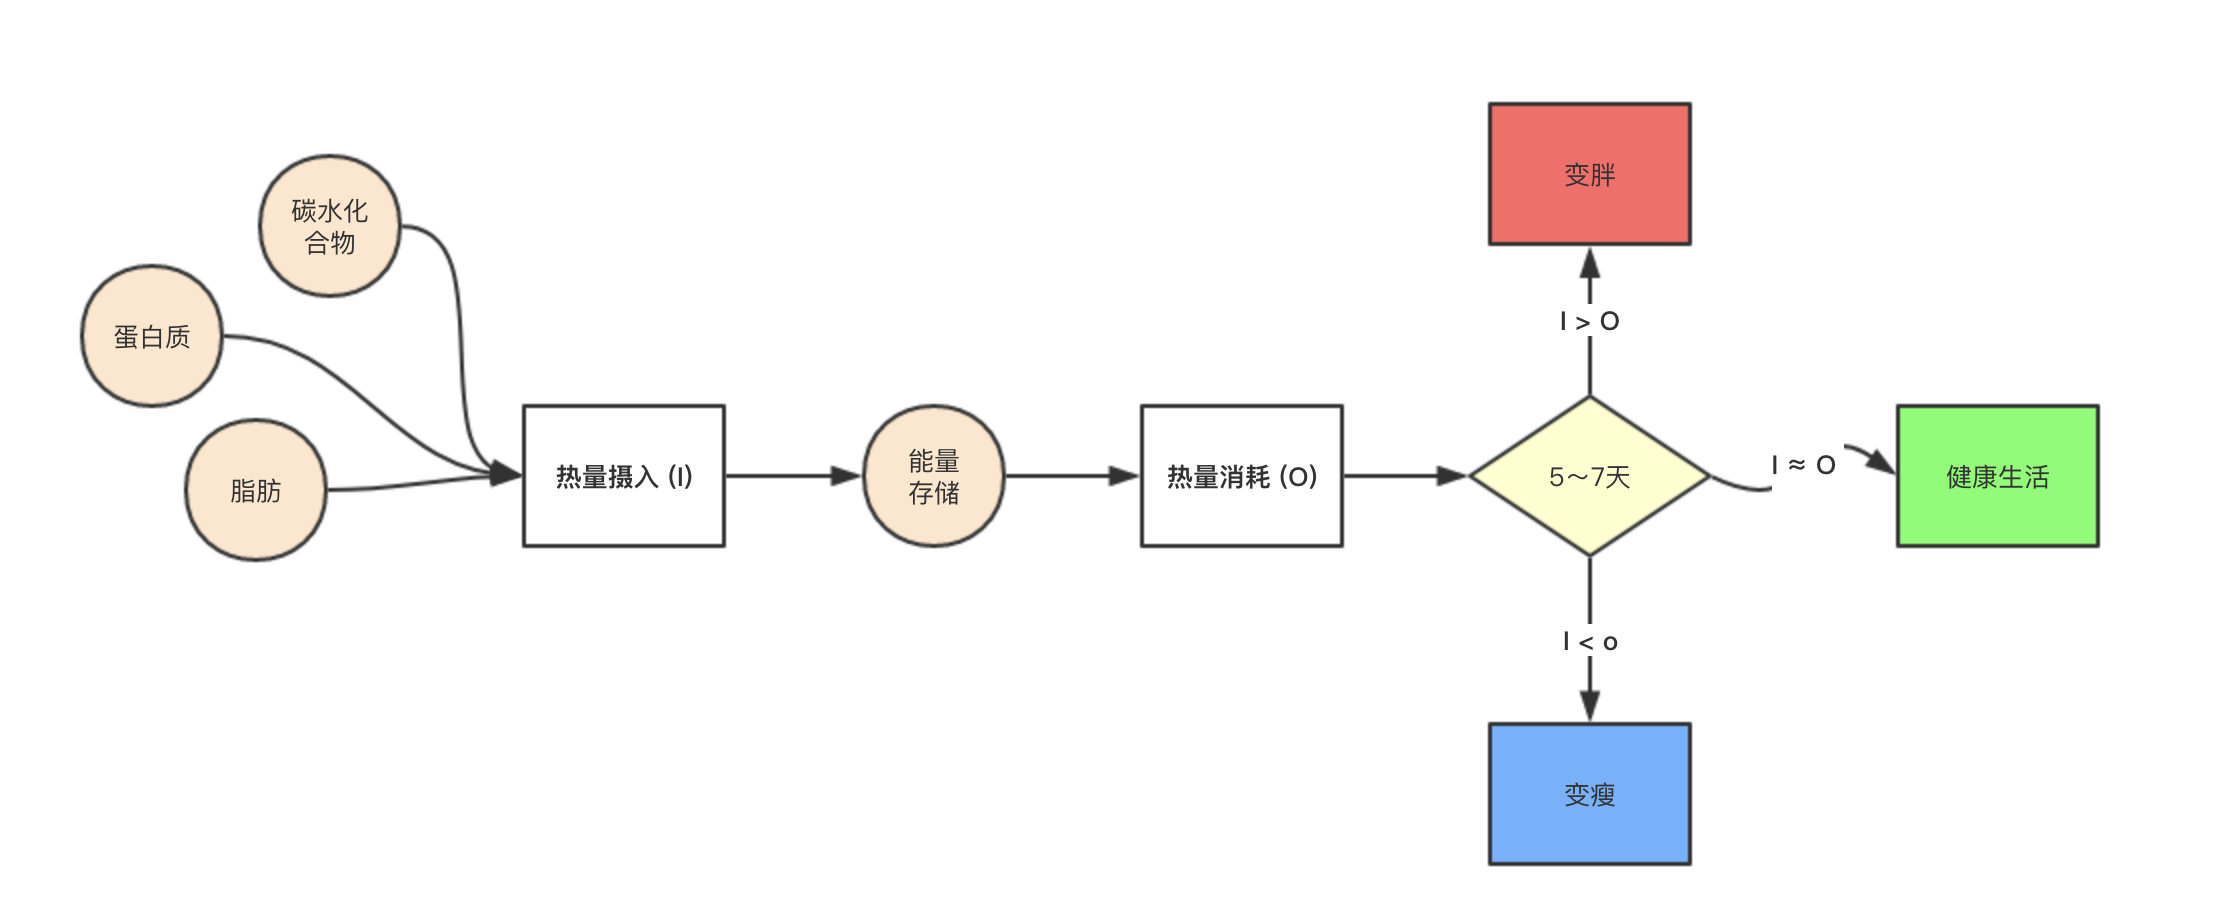 碳水化
合物
蛋白质
脂肪
热量摄入 (I)
能量
存储
热量消耗 (O)
5～7天
I > O
变胖
I ≈ O
健康生活
I < o
变瘦